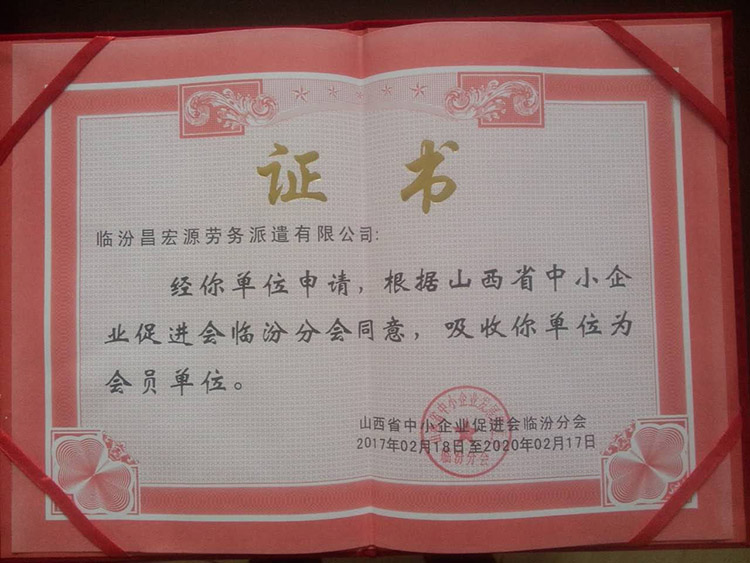 证书
临汾昌宏源劳务派遣有限公司:
经你单位申请，根据山西省中小企
业促进会临汾分会同意，吸收你单位为
会员单位。
山西省中小企业促进会临汾分会
2017年02月18日至2020年02月17日
临汾分会